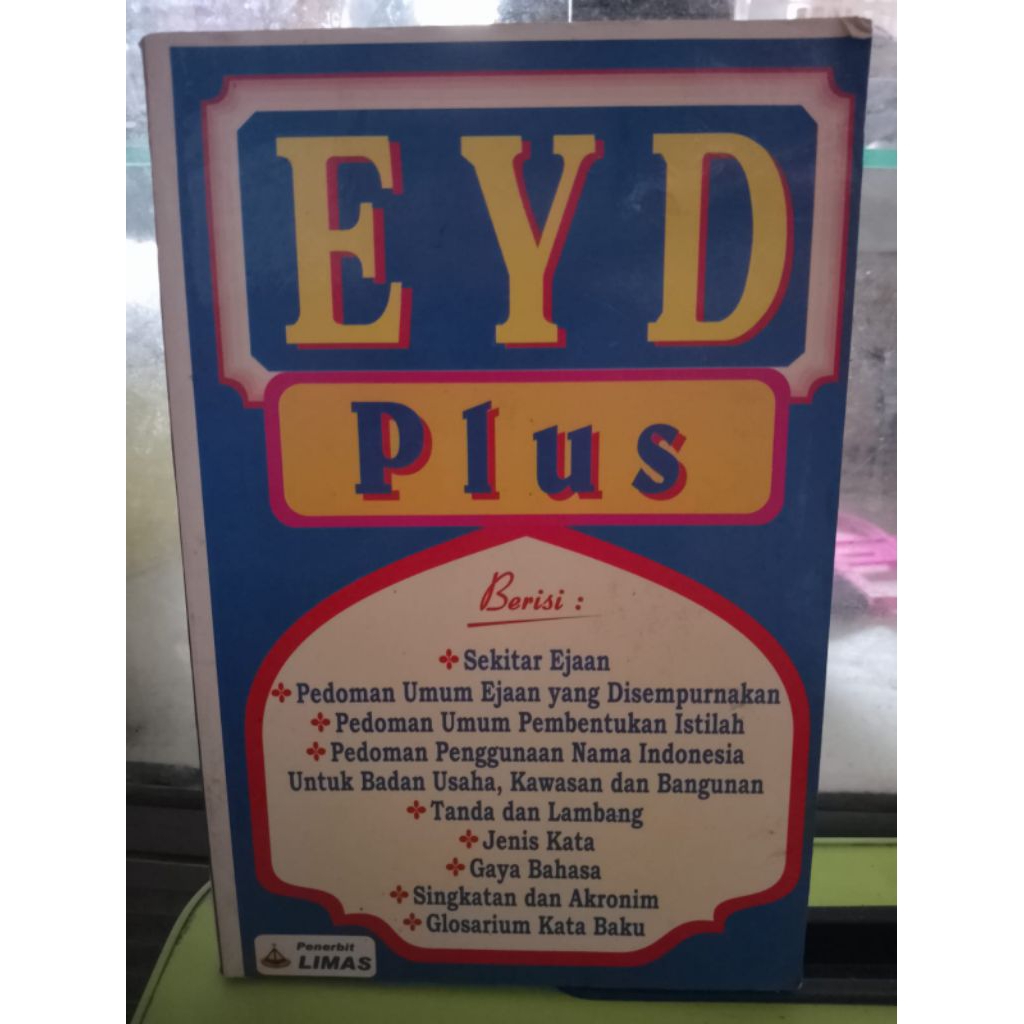 EYD
Plus
Berisi :
Sekitar Ejaan
Pedoman Umum Ejaan yang Disempurnakan
Pedoman Umum Pembentukan Istilah
Pedoman Penggunaan Nama Indonesia
Untuk Badan Usaha, Kawasan dan Bangunan
Tanda dan Lambang
Jenis Kata
Gaya Bahasa
Singkatan dan Akronim
Glosarium Kata Baku
Penerbit
LIMAS